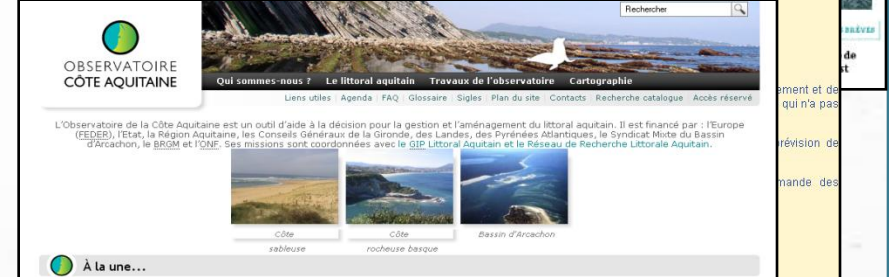 Rechercher
OBSERVATOIRE
CÔTE AQUITAINE
Qui sommes-nous ? Le littoral aquitain Travaux de l'observatoire Cartographie
Liens utiles | Agenda | FAQ | Glossaire | Sigles | Plan du site | Contacts | Recherche catalogue | Accès réservé
L'Observatoire de la Côte Aquitaine est un outil d'aide à la décision pour la gestion et l'aménagement du littoral aquitain. Il est financé par : l'Europe
(FEDER), l'Etat, la Région Aquitaine, les Conseils Généraux de la Gironde, des Landes, des Pyrénées Atlantiques, le Syndicat Mixte du Bassin
d'Arcachon, le BRGM et l'ONF. Ses missions sont coordonnées avec le GIP Littoral Aquitain et le Réseau de Recherche Littorale Aquitain.
Côte
sableuse
Côte
rocheuse basque
Bassin d'Arcachon
À la une...
BRÈVES
de
st
ement et de
qui n'a pas
révision de
mande des